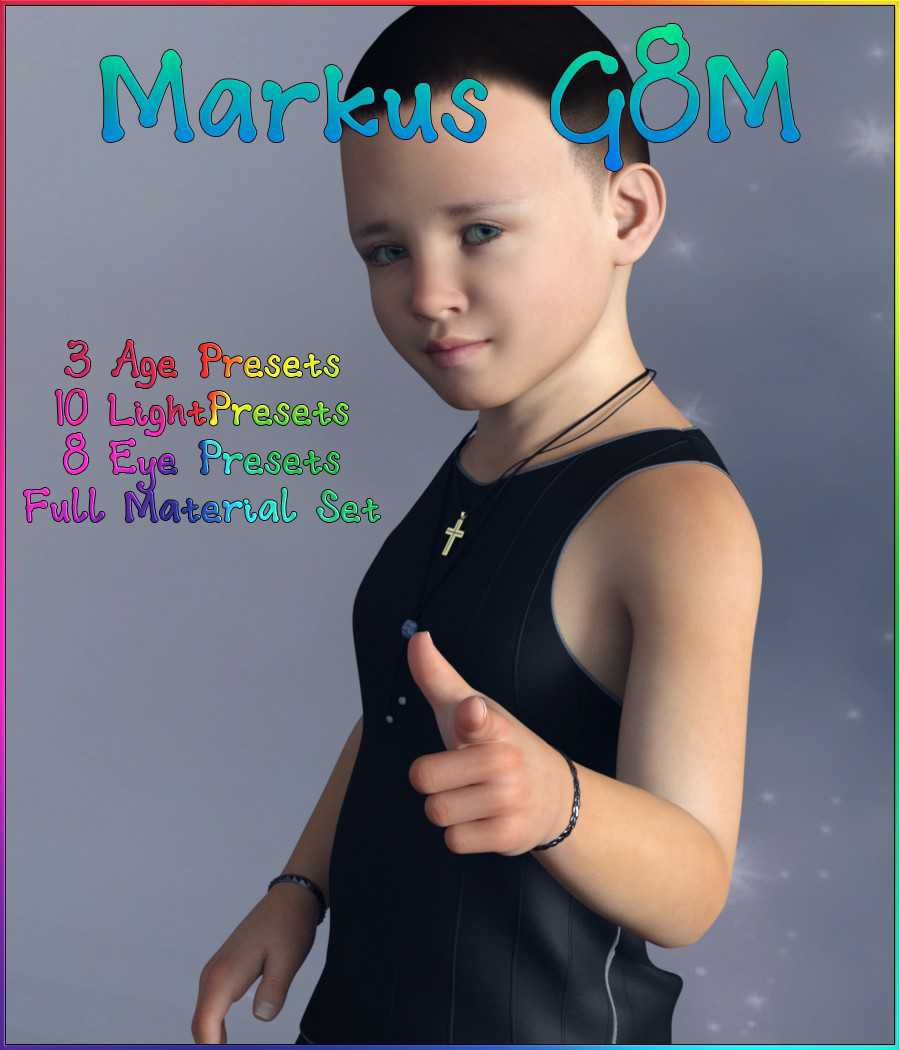 Markus G8M
3 Age Presets
10 LightPresets
8 Eye Presets
Full Material Set